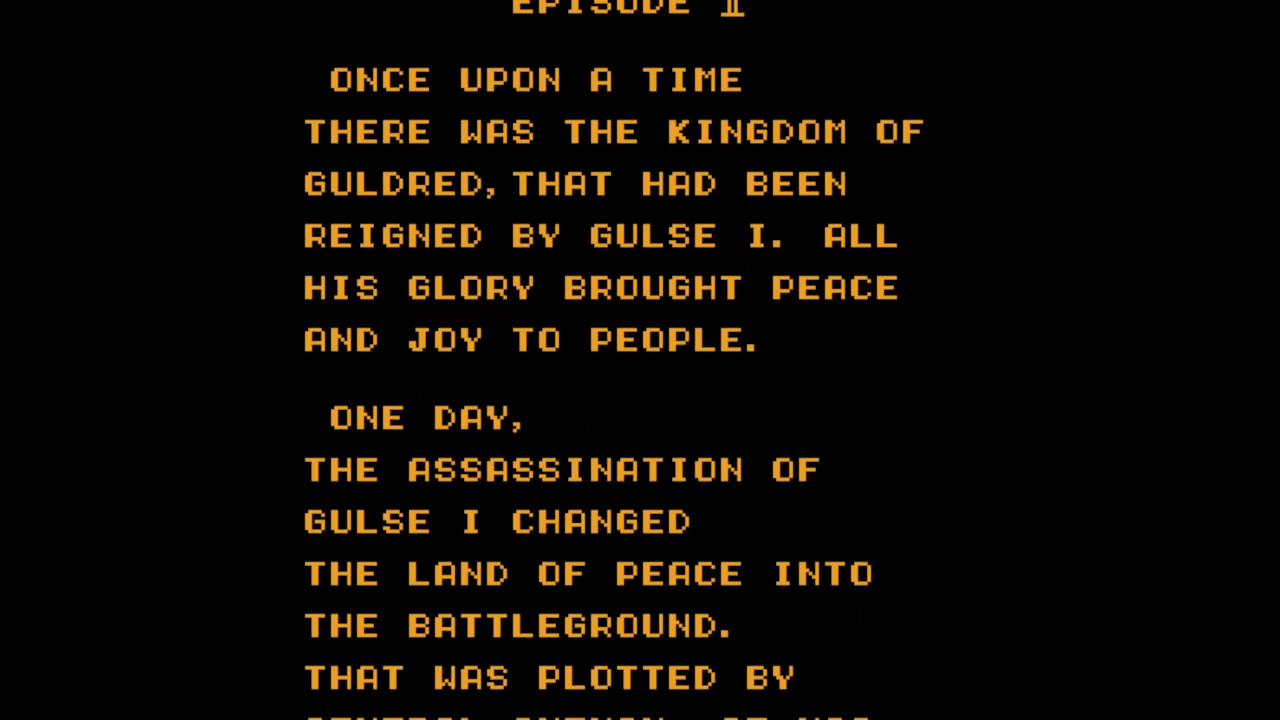 EPISODE II
ONCE UPON A TIME
THERE WAS THE KINGDOM OF
GULDRED, THAT HAD BEEN
REIGNED BY GULSE I. ALL
HIS GLORY BROUGHT PEACE
AND JOY TO PEOPLE.
ONE DAY,
THE ASSASSINATION OF
GULSE I CHANGED
THE LAND OF PEACE INTO
THE BATTLEGROUND.
THAT WAS PLOTTED BY